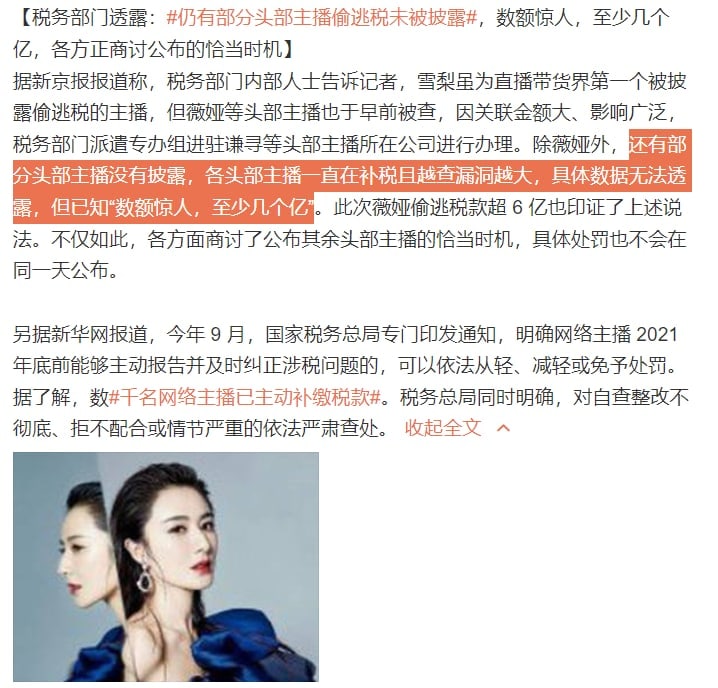 【税务部门透露：#仍有部分头部主播偷逃税未被披露#，数额惊人，至少几个
亿，各方正商讨公布的恰当时机】
据新京报报道称，税务部门内部人士告诉记者，雪梨虽为直播带货界第一个被披
露偷逃税的主播，但薇娅等头部主播也于早前被查，因关联金额大、影响广泛，
税务部门派遣专办组进驻谦寻等头部主播所在公司进行办理。除薇娅外，还有部
分头部主播没有披露，各头部主播一直在补税且越查漏洞越大，具体数据无法透
露，但已知“数额惊人，至少几个亿”。此次薇娅偷逃税款超 6 亿也印证了上述说
法。不仅如此，各方面商讨了公布其余头部主播的恰当时机，具体处罚也不会在
同一天公布。
另据新华网报道，今年 9 月，国家税务总局专门印发通知，明确网络主播 2021
年底前能够主动报告并及时纠正涉税问题的，可以依法从轻、减轻或免予处罚。
据了解，数#千名网络主播已主动补缴税款#。税务总局同时明确，对自查整改不
彻底、拒不配合或情节严重的依法严肃查处。 收起全文